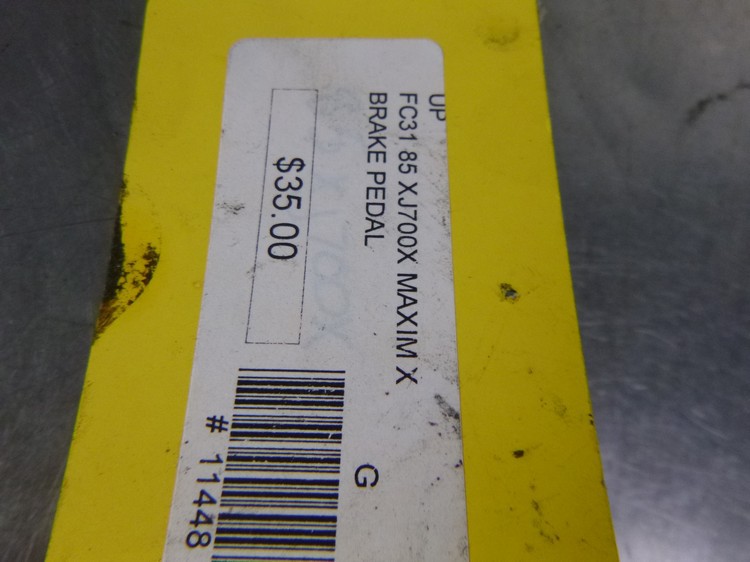 UP
FC31 85 XJ700X MAXIM X
BRAKE PEDAL
$35.00
G
# 11448